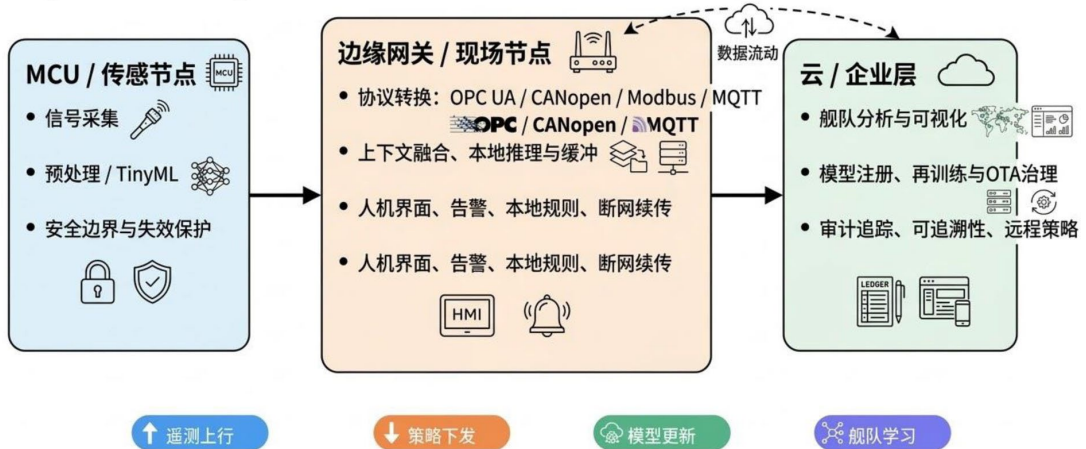 MCU / 传感节点
MCU
信号采集
预处理 / TinyML
安全边界与失效保护
边缘网关 / 现场节点
协议转换：OPC UA / CANopen / Modbus / MQTT
OPC / CANopen / MQTT
上下文融合、本地推理与缓冲
人机界面、告警、本地规则、断网续传
人机界面、告警、本地规则、断网续传
HMI
数据流动
云 / 企业层
舰队分析与可视化
模型注册、再训练与OTA治理
审计追踪、可追溯性、远程策略
LEDGER
遥测上行
策略下发
模型更新
舰队学习